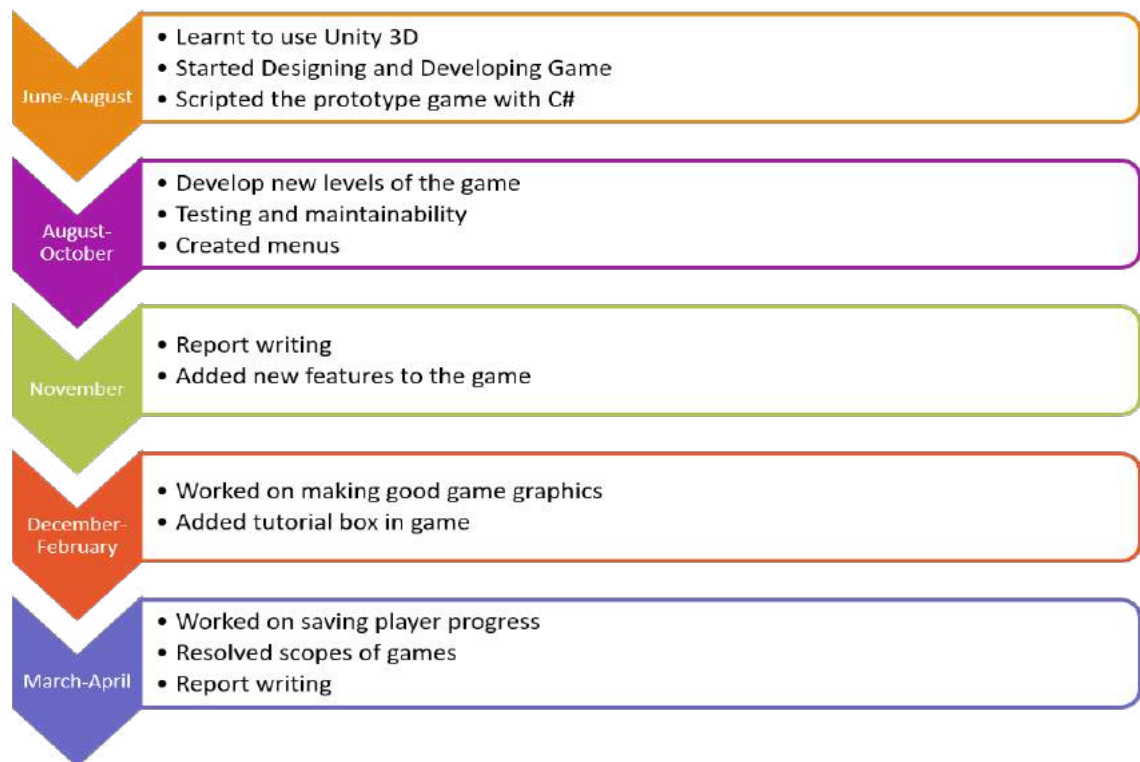 June-August
• Learnt to use Unity 3D
• Started Designing and Developing Game
• Scripted the prototype game with C#
August-
October
• Develop new levels of the game
• Testing and maintainability
• Created menus
November
• Report writing
• Added new features to the game
December-
February
• Worked on making good game graphics
• Added tutorial box in game
March-April
• Worked on saving player progress
• Resolved scopes of games
• Report writing